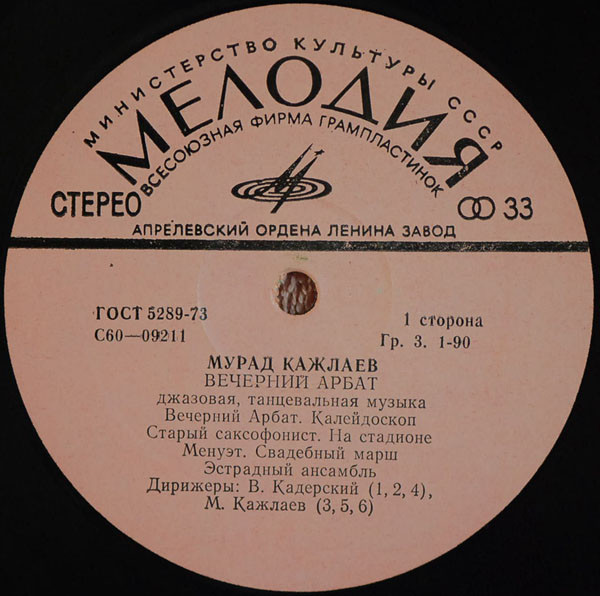 МИНИСТЕРСТВО КУЛЬТУРЫ СССР
МЕЛОДИЯ
ВСЕСОЮЗНАЯ ФИРМА ГРАМПЛАСТИНОК
СТЕРЕО
33
АПРЕЛЕВСКИЙ ОРДЕНА ЛЕНИНА ЗАВОД
ГОСТ 5289-73
С60—09211
1 сторона
Гр. 3. 1-90
МУРАД КАЖЛАЕВ
ВЕЧЕРНИЙ АРБАТ
джазовая, танцевальная музыка
Вечерний Арбат. Калейдоскоп
Старый саксофонист. На стадионе
Менуэт. Свадебный марш
Эстрадный ансамбль
Дирижеры: В. Кадерский (1, 2, 4),
М. Кажлаев (3, 5, 6)